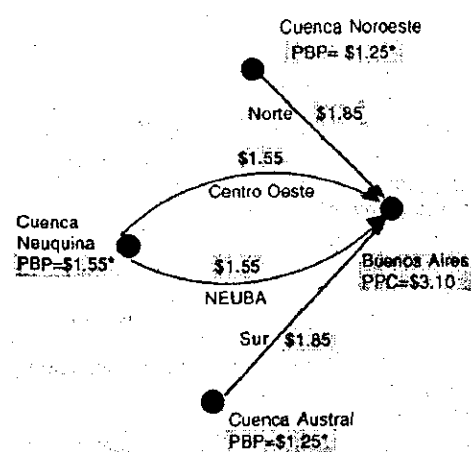 Cuenca Noroeste
PBP= $1.25*
Norte $1.85
$1.55
Centro Oeste
Cuenca
Neuquina
PBP=$1.55*
$1.55
NEUBA
Buenos Aires
PPC=$3.10
Sur $1.85
Cuenca Austral
PBP=$1.25*